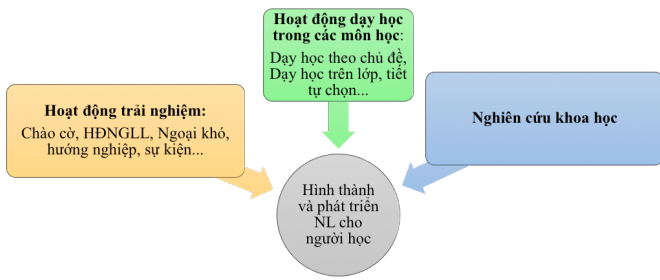 Hoạt động dạy học
trong các môn học:
Dạy học theo chủ đề,
Dạy học trên lớp, tiết
tự chọn...
Hoạt động trải nghiệm:
Chào cờ, HĐNGLL, Ngoại khó,
hướng nghiệp, sự kiện...
Nghiên cứu khoa học
Hình thành
và phát triển
NL cho
người học